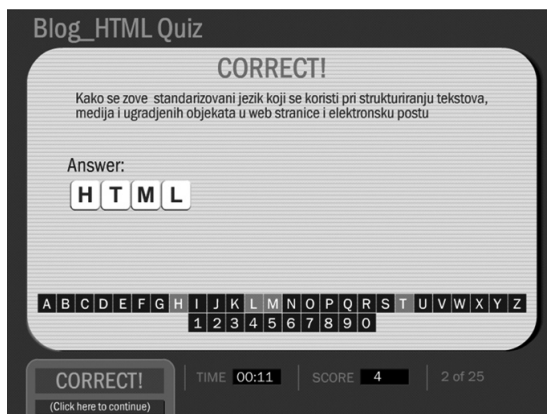 Blog_HTML Quiz
CORRECT!
Kako se zove standarizovani jezik koji se koristi pri strukturiranju tekstova,
medija i ugradjenih objekata u web stranice i elektronsku postu
Answer:
H T M L
A B C D E F G H I J K L M N O P Q R S T U V W X Y Z
1 2 3 4 5 6 7 8 9 0
CORRECT! TIME 00:11 SCORE 4 2 of 25
(Click here to continue)